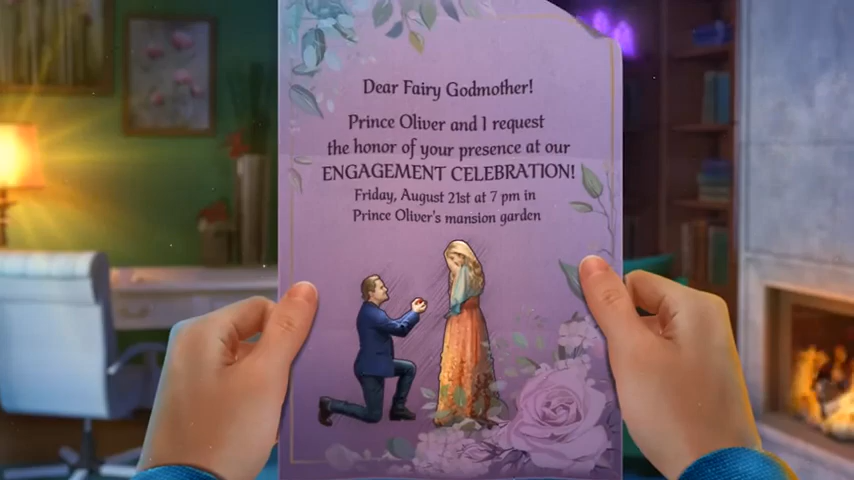 Dear Fairy Godmother!
Prince Oliver and I request
the honor of your presence at our
ENGAGEMENT CELEBRATION!
Friday, August 21st at 7 pm in
Prince Oliver's mansion garden